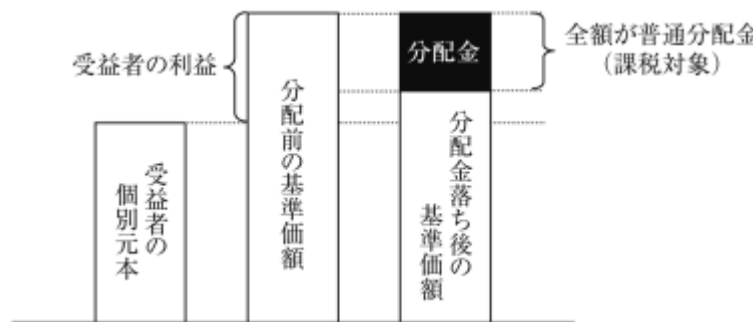 受益者の利益
分配金
全額が普通分配金
(課税対象)
受益者の
個別元本
分配前の基準価額
分配金落ち後の
基準価額